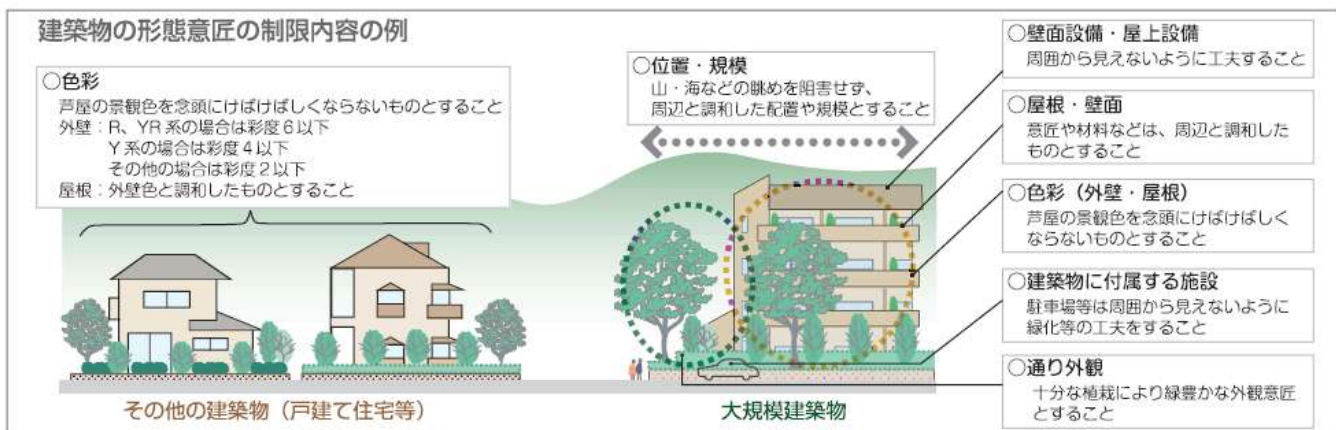 建築物の形態意匠の制限内容の例
○色彩
芦屋の景観色を念頭にけばけばしくならないものとすること
外壁：R、YR系の場合は彩度6以下
Y系の場合は彩度4以下
その他の場合は彩度2以下
屋根：外壁色と調和したものとすること
○位置・規模
山・海などの眺めを阻害せず、
周辺と調和した配置や規模とすること
○壁面設備・屋上設備
周囲から見えないように工夫すること
○屋根・壁面
意匠や材料などは、周辺と調和した
ものとすること
○色彩（外壁・屋根）
芦屋の景観色を念頭にけばけばしく
ならないものとすること
○建築物に付属する施設
駐車場等は周囲から見えないように
緑化等の工夫をすること
○通り外観
十分な植栽により緑豊かな外観意匠
とすること
その他の建築物（戸建て住宅等）
大規模建築物